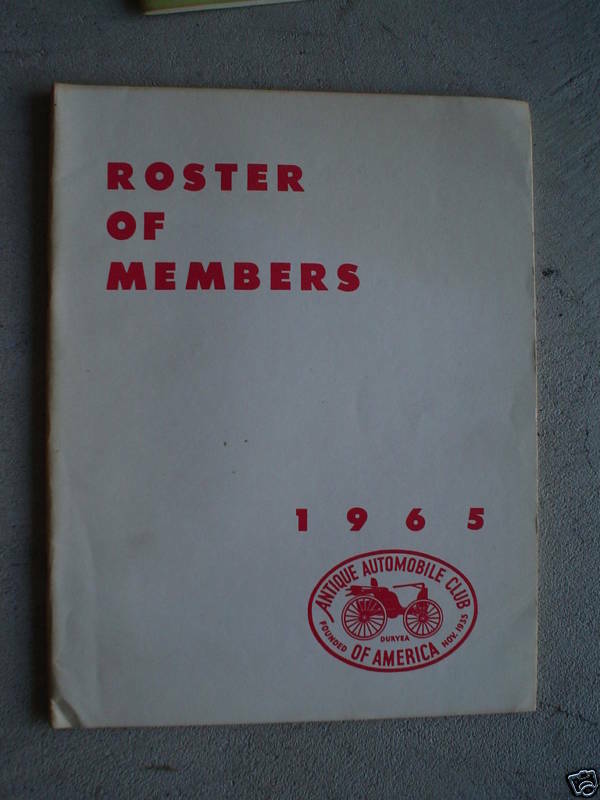 ROSTER
OF
MEMBERS
1965
ANTIQUE AUTOMOBILE CLUB
FOUNDED DURYEA NOV. 1935
OF AMERICA